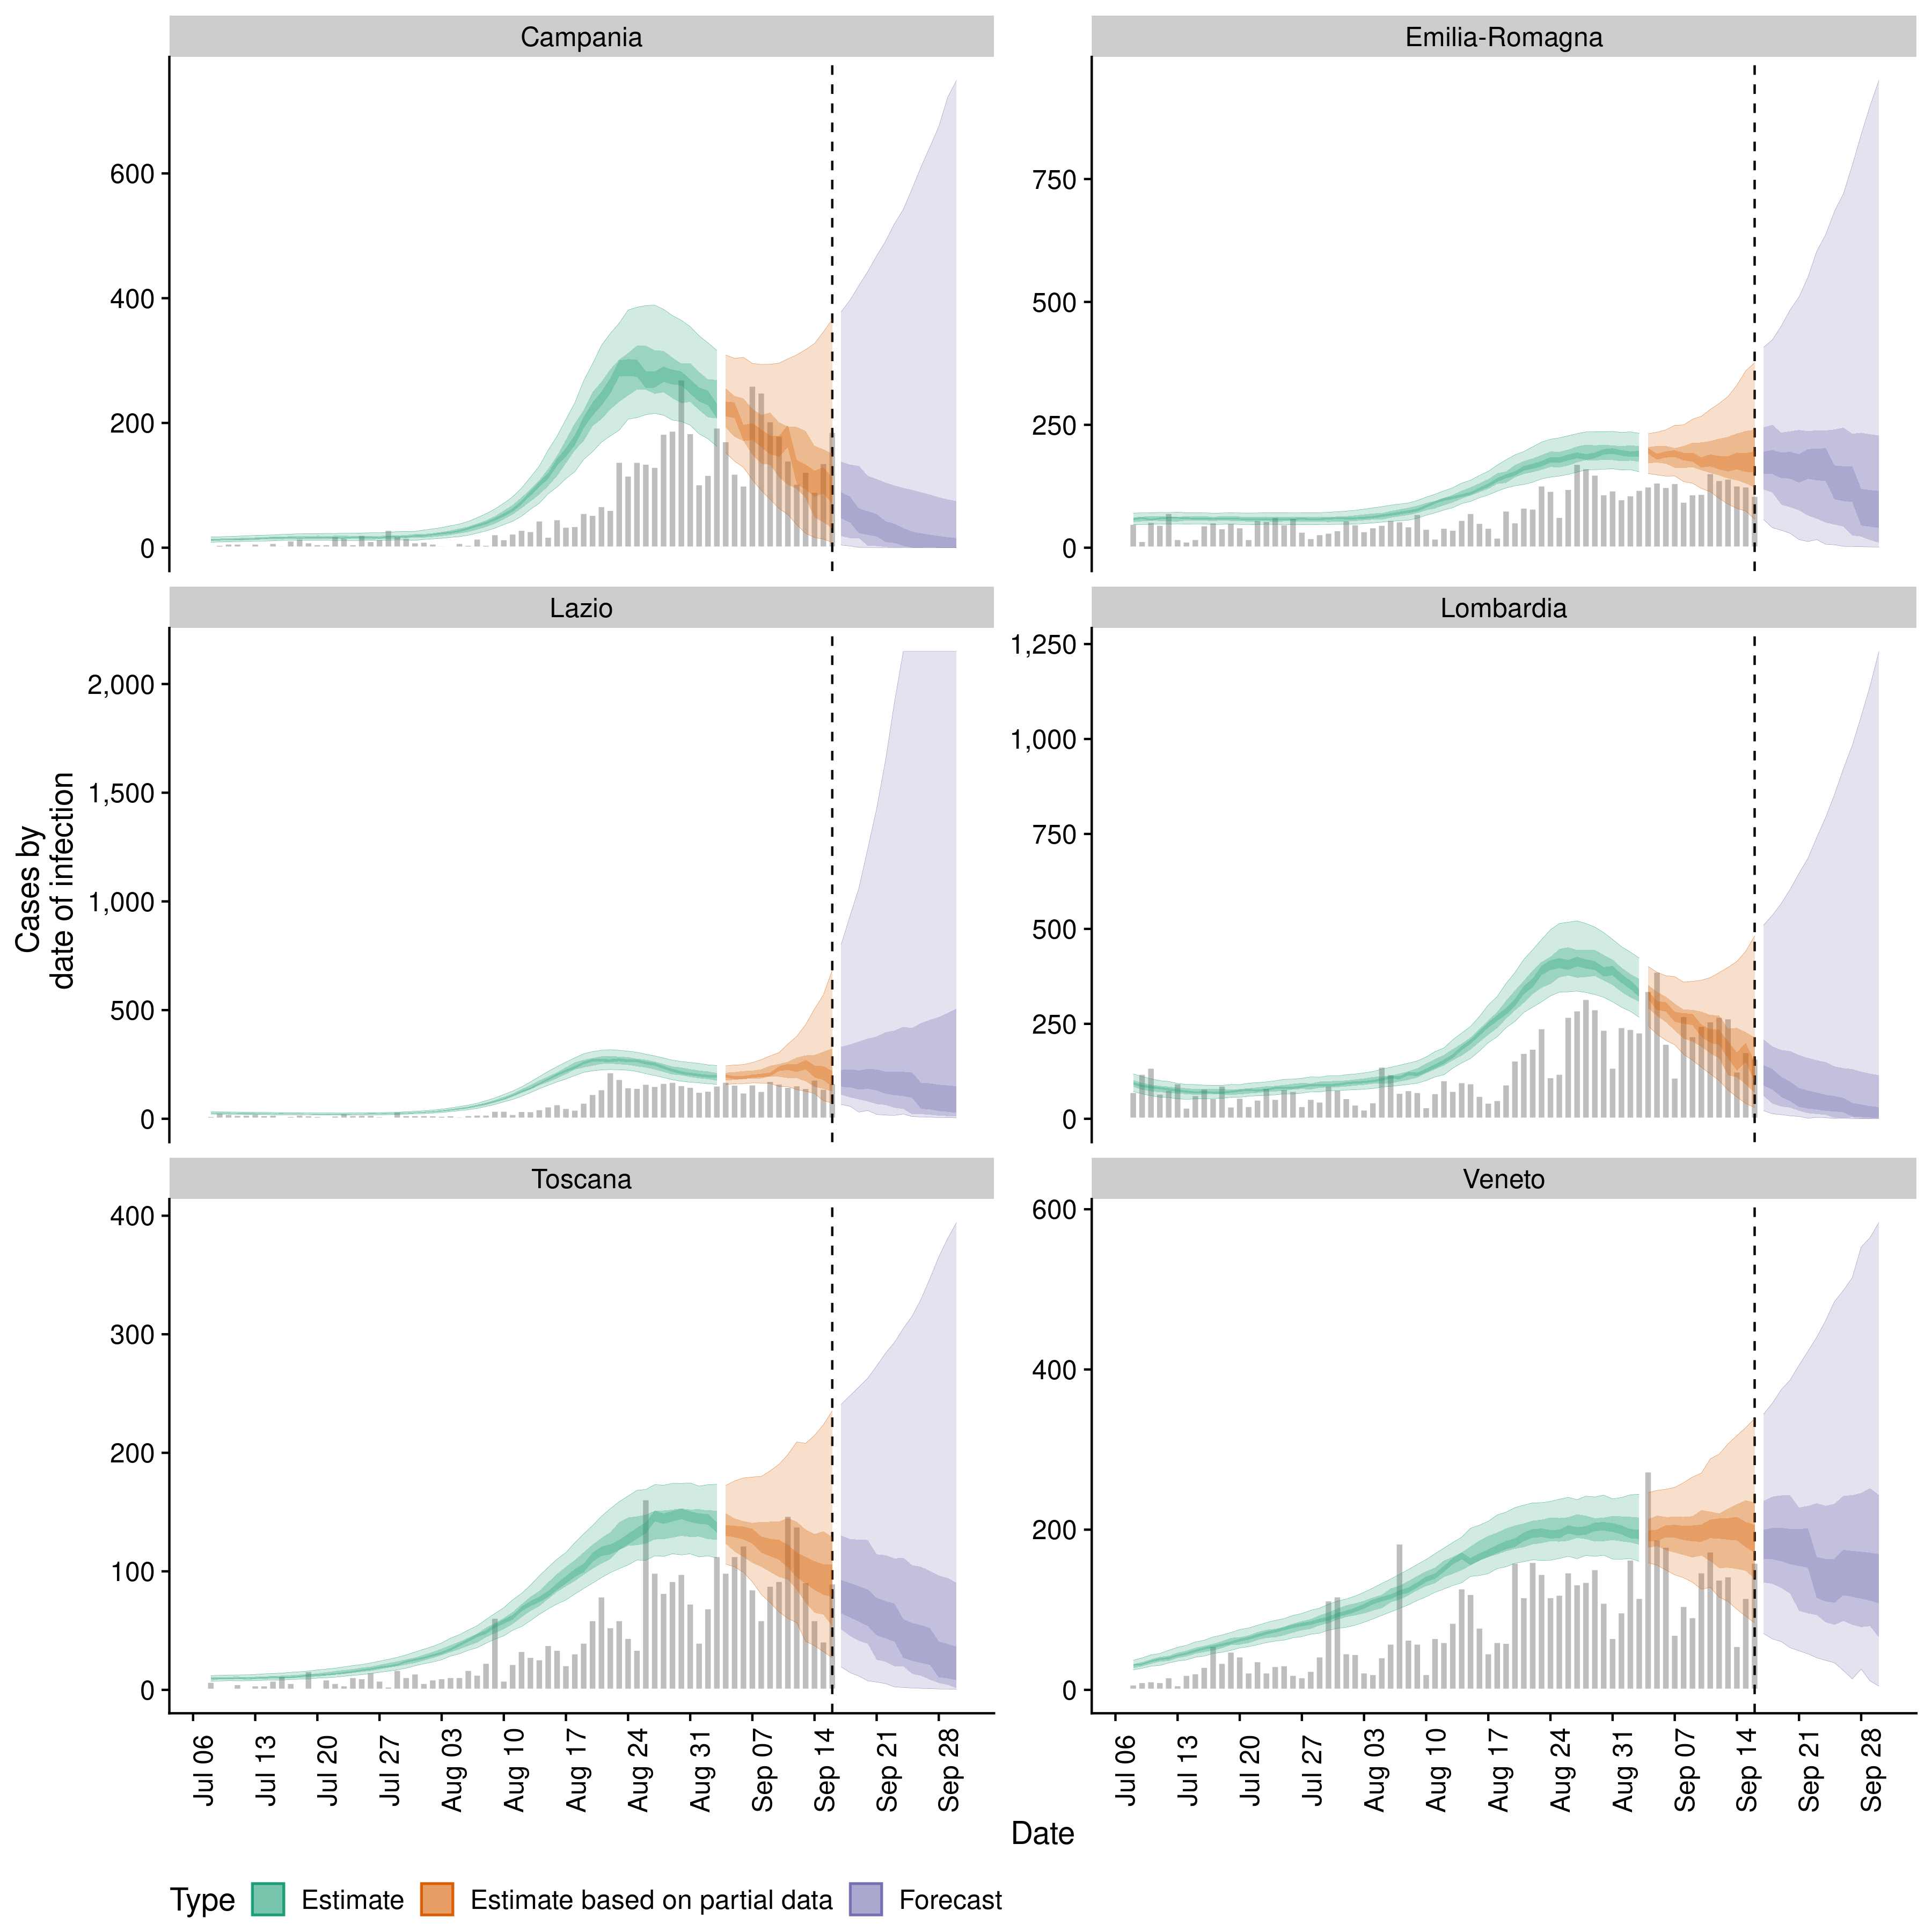 Campania
Emilia-Romagna
600
400
200
0
750
500
250
0
Lazio
Lombardia
2,000
1,500
1,000
500
0
1,250
1,000
750
500
250
0
Cases by
date of infection
Toscana
Veneto
400
300
200
100
0
600
400
200
0
Jul 06
Jul 13
Jul 20
Jul 27
Aug 03
Aug 10
Aug 17
Aug 24
Aug 31
Sep 07
Sep 14
Sep 21
Sep 28
Jul 06
Jul 13
Jul 20
Jul 27
Aug 03
Aug 10
Aug 17
Aug 24
Aug 31
Sep 07
Sep 14
Sep 21
Sep 28
Date
Type Estimate Estimate based on partial data Forecast